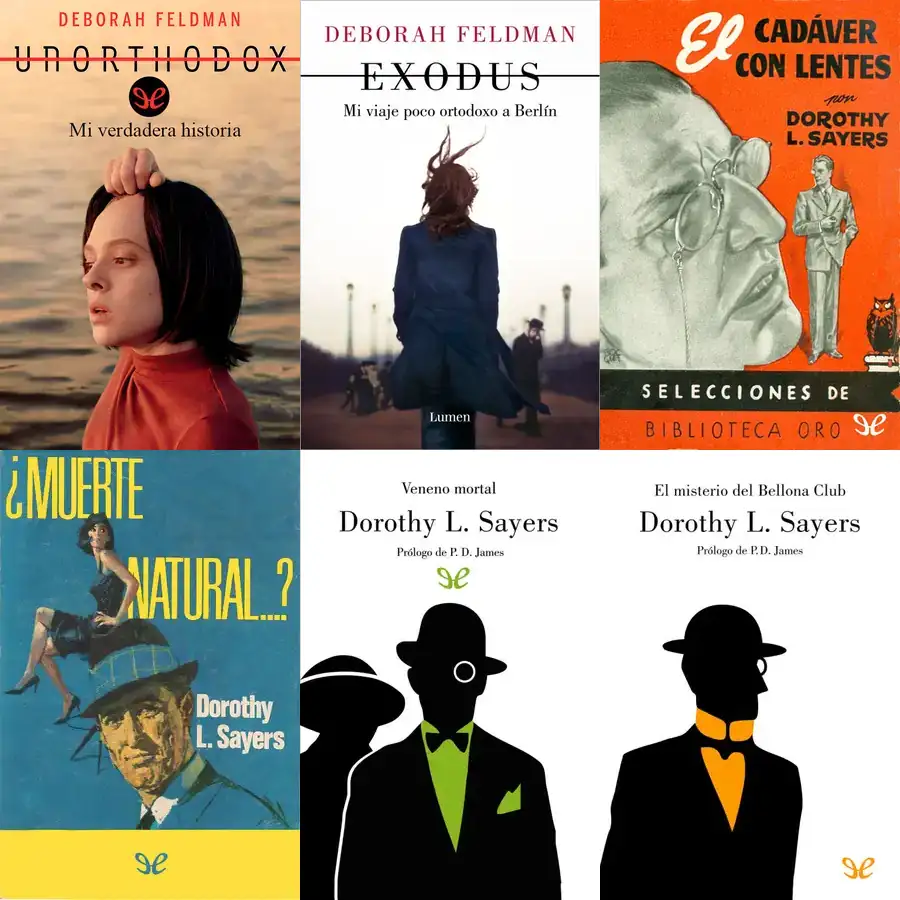 DEBORAH FELDMAN
UNORTHODOX
Mi verdadera historia
DEBORAH FELDMAN
EXODUS
Mi viaje poco ortodoxo a Berlín
Lumen
El CADÁVER
CON LENTES
por
DOROTHY
L. SAYERS
SELECCIONES DE
BIBLIOTECA ORO
¿MUERTE
NATURAL...?
Dorothy
L. Sayers
Veneno mortal
Dorothy L. Sayers
Prólogo de P. D. James
El misterio del Bellona Club
Dorothy L. Sayers
Prólogo de P. D. James